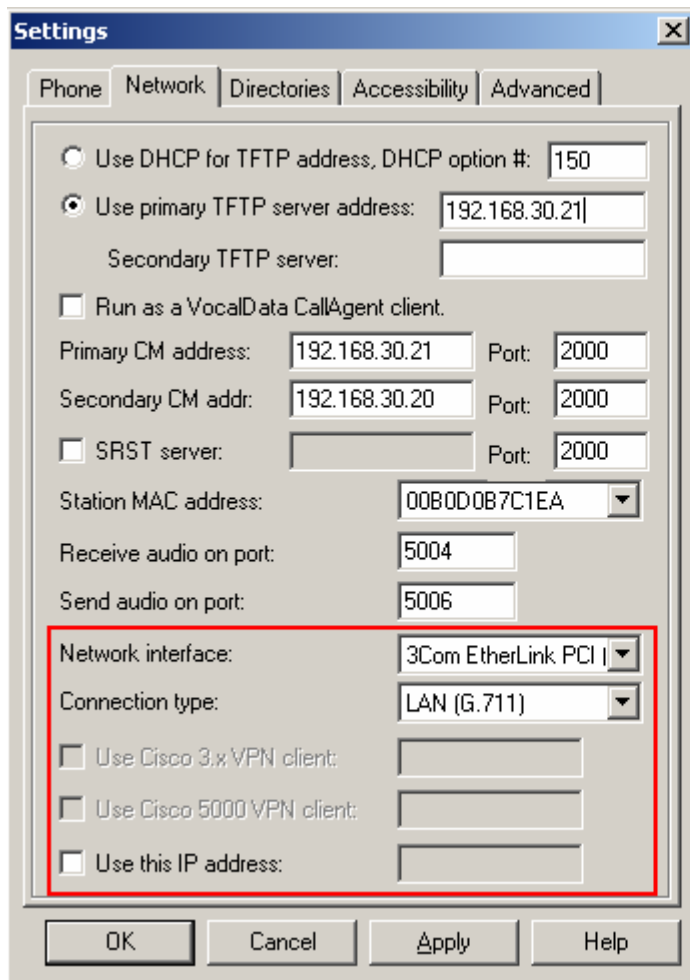 Settings
Phone Network Directories Accessibility Advanced
Use DHCP for TFTP address, DHCP option #: 150
Use primary TFTP server address: 192.168.30.21
Secondary TFTP server:
Run as a VocalData CallAgent client.
Primary CM address: 192.168.30.21 Port: 2000
Secondary CM addr: 192.168.30.20 Port: 2000
SRST server: Port: 2000
Station MAC address: 00B0D0B7C1EA
Receive audio on port: 5004
Send audio on port: 5006
Network interface: 3Com EtherLink PCI
Connection type: LAN (G.711)
Use Cisco 3.x VPN client:
Use Cisco 5000 VPN client:
Use this IP address:
OK Cancel Apply Help